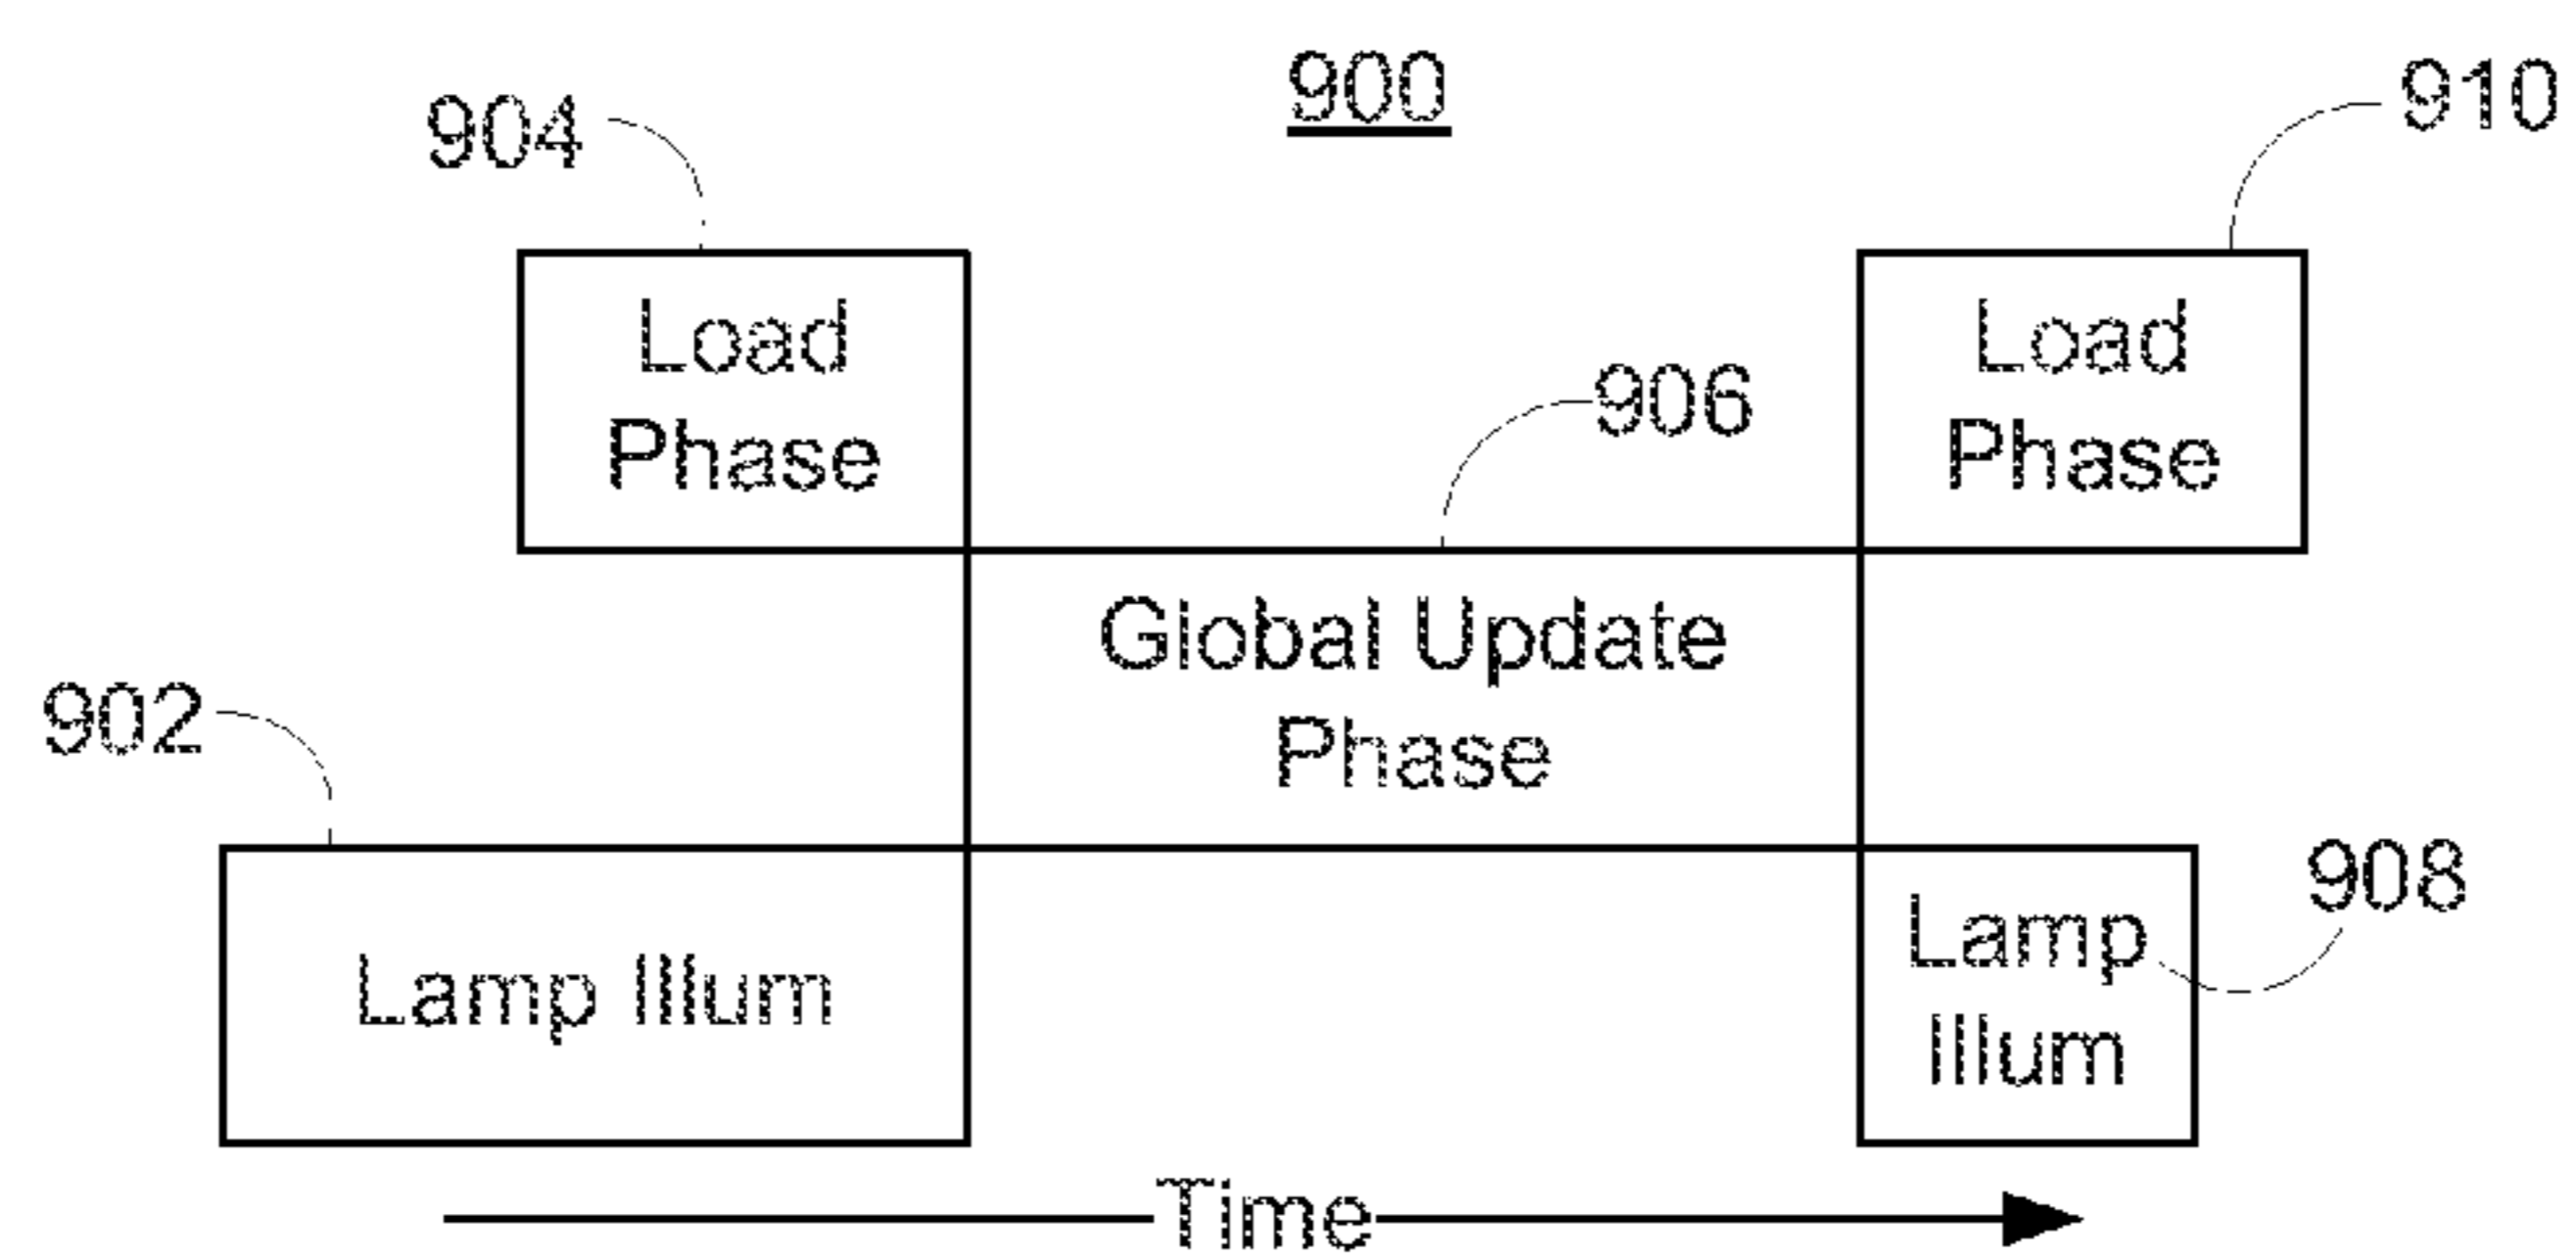 900
904
910
Load
Phase
Load
Phase
906
Global Update
Phase
902
Lamp Illum
Lamp
Illum
908
Time